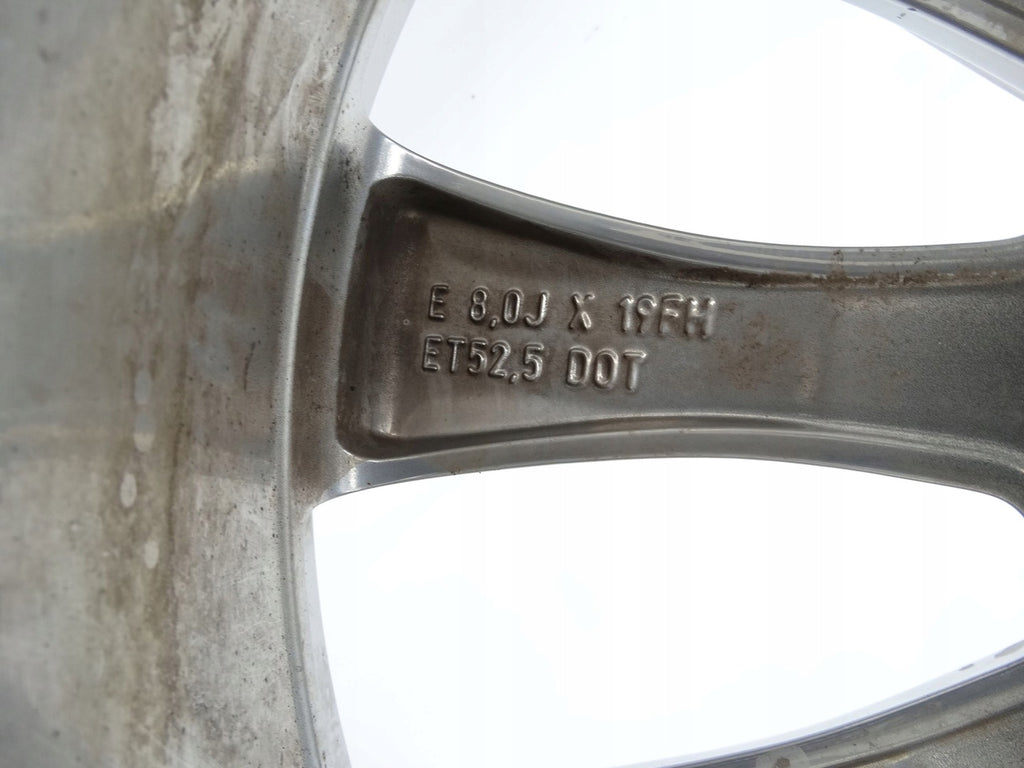 E 8,0J X 19FH
ET52,5 DOT